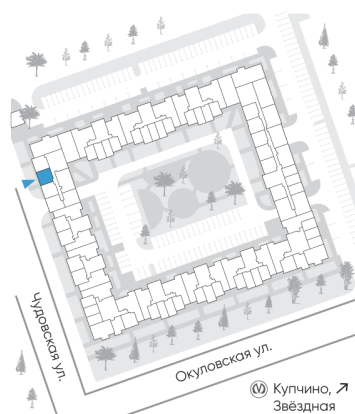 Чудовская ул.
Окуловская ул.
Купчино, ↗
Звёздная